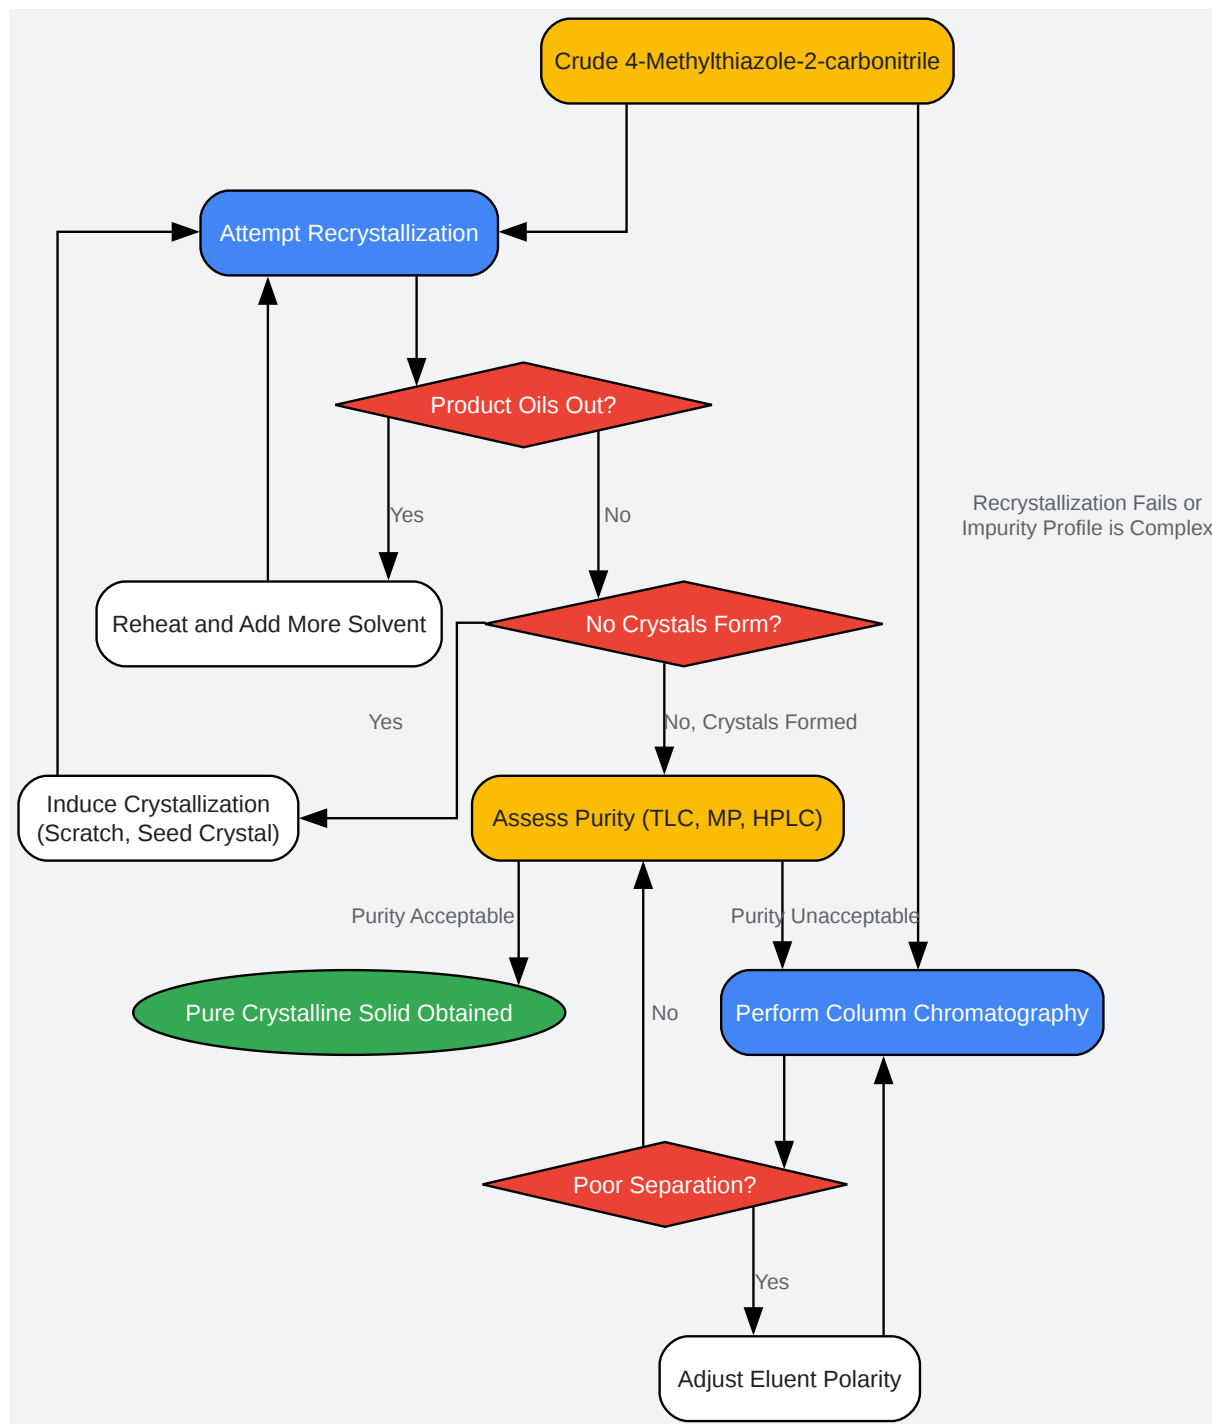 Crude 4-Methylthiazole-2-carbonitrile
Attempt Recrystallization
Product Oils Out?
Recrystallization Fails or
Impurity Profile is Complex
Yes
No
Reheat and Add More Solvent
No Crystals Form?
Yes
No, Crystals Formed
Induce Crystallization
(Scratch, Seed Crystal)
Assess Purity (TLC, MP, HPLC)
Purity Acceptable
Purity Unacceptable
Pure Crystalline Solid Obtained
No
Perform Column Chromatography
Poor Separation?
Yes
Adjust Eluent Polarity